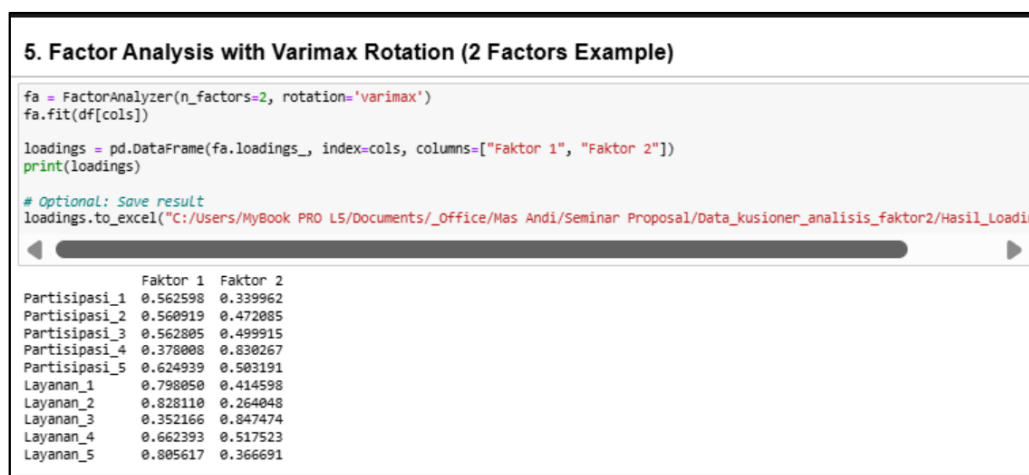 5. Factor Analysis with Varimax Rotation (2 Factors Example)
fa = FactorAnalyzer(n_factors=2, rotation='varimax')
fa.fit(df[cols])
loadings = pd.DataFrame(fa.loadings_, index=cols, columns=["Faktor 1", "Faktor 2"])
print(loadings)
# Optional: Save result
loadings.to_excel("C:/Users/MyBook PRO L5/Documents/_Office/Mas Andi/Seminar Proposal/Data_kusioner_analisis_faktor2/Hasil_Loadi
Faktor 1 Faktor 2
Partisipasi_1 0.562598 0.339962
Partisipasi_2 0.560919 0.472085
Partisipasi_3 0.562805 0.499915
Partisipasi_4 0.378008 0.830267
Partisipasi_5 0.624939 0.503191
Layanan_1 0.798050 0.414598
Layanan_2 0.828110 0.264048
Layanan_3 0.352166 0.847474
Layanan_4 0.662393 0.517523
Layanan_5 0.805617 0.366691